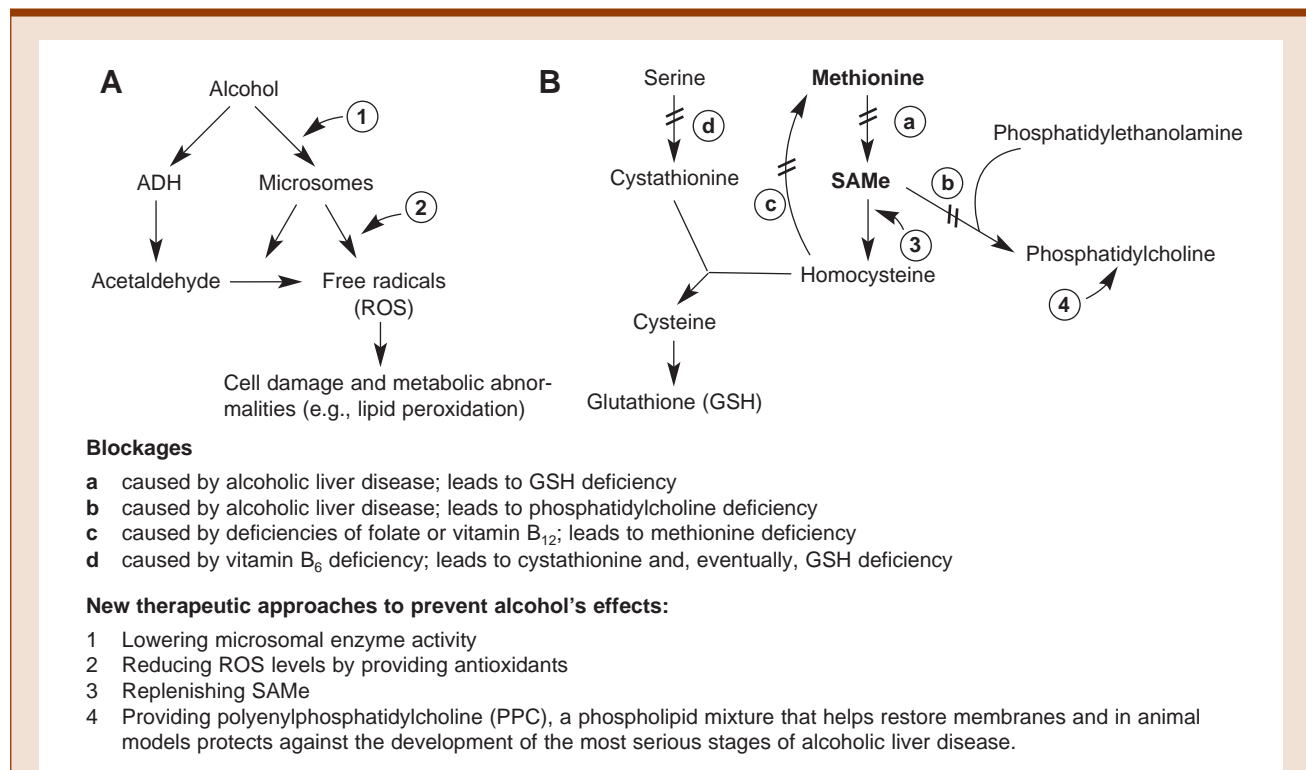 A
Alcohol
1
ADH
Microsomes
2
Acetaldehyde
Free radicals
(ROS)
Cell damage and metabolic abnor-
malities (e.g., lipid peroxidation)
B
Serine
Methionine
d
a
Phosphatidylethanolamine
Cystathionine
SAMe
b
c
3
Phosphatidylcholine
Homocysteine
4
Cysteine
Glutathione (GSH)
Blockages
a caused by alcoholic liver disease; leads to GSH deficiency
b caused by alcoholic liver disease; leads to phosphatidylcholine deficiency
c caused by deficiencies of folate or vitamin B12; leads to methionine deficiency
d caused by vitamin B6 deficiency; leads to cystathionine and, eventually, GSH deficiency
New therapeutic approaches to prevent alcohol's effects:
1 Lowering microsomal enzyme activity
2 Reducing ROS levels by providing antioxidants
3 Replenishing SAMe
4 Providing polyenylphosphatidylcholine (PPC), a phospholipid mixture that helps restore membranes and in animal
models protects against the development of the most serious stages of alcoholic liver disease.